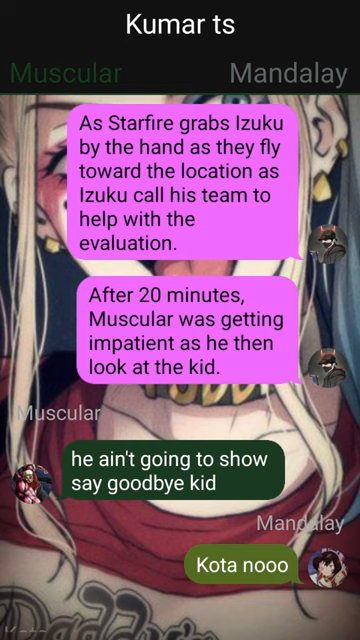 Kumar ts
Muscular
Mandalay
As Starfire grabs Izuku
by the hand as they fly
toward the location as
Izuku call his team to
help with the
evaluation.
After 20 minutes,
Muscular was getting
impatient as he then
look at the kid.
Muscular
he ain't going to show
say goodbye kid
Mandalay
Kota nooo
Kota
Daddy's